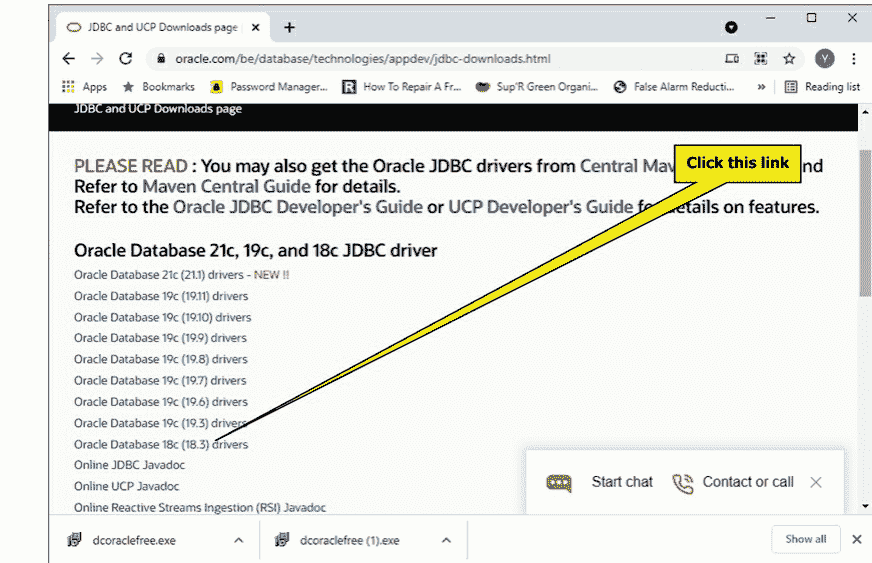 JDBC and UCP Downloads page
oracle.com/be/database/technologies/appdev/jdbc-downloads.html
Y
Apps Bookmarks Password Manager... How To Repair A Fr... Sup'R Green Organi... False Alarm Reducti... » Reading list
JDBC and UCP Downloads page
Click this link
PLEASE READ : You may also get the Oracle JDBC drivers from Central
Refer to Maven Central Guide for details.
Refer to the Oracle JDBC Developer's Guide or UCP Developer's Guide for details on features.
Oracle Database 21c, 19c, and 18c JDBC driver
Oracle Database 21c (21.1) drivers - NEW !!
Oracle Database 19c (19.11) drivers
Oracle Database 19c (19.10) drivers
Oracle Database 19c (19.9) drivers
Oracle Database 19c (19.8) drivers
Oracle Database 19c (19.7) drivers
Oracle Database 19c (19.6) drivers
Oracle Database 19c (19.3) drivers
Oracle Database 18c (18.3) drivers
Online JDBC Javadoc
Online UCP Javadoc
Online Reactive Streams Ingestion (RSI) Javadoc
Start chat Contact or call
dcoraclefree.exe dcoraclefree (1).exe Show all